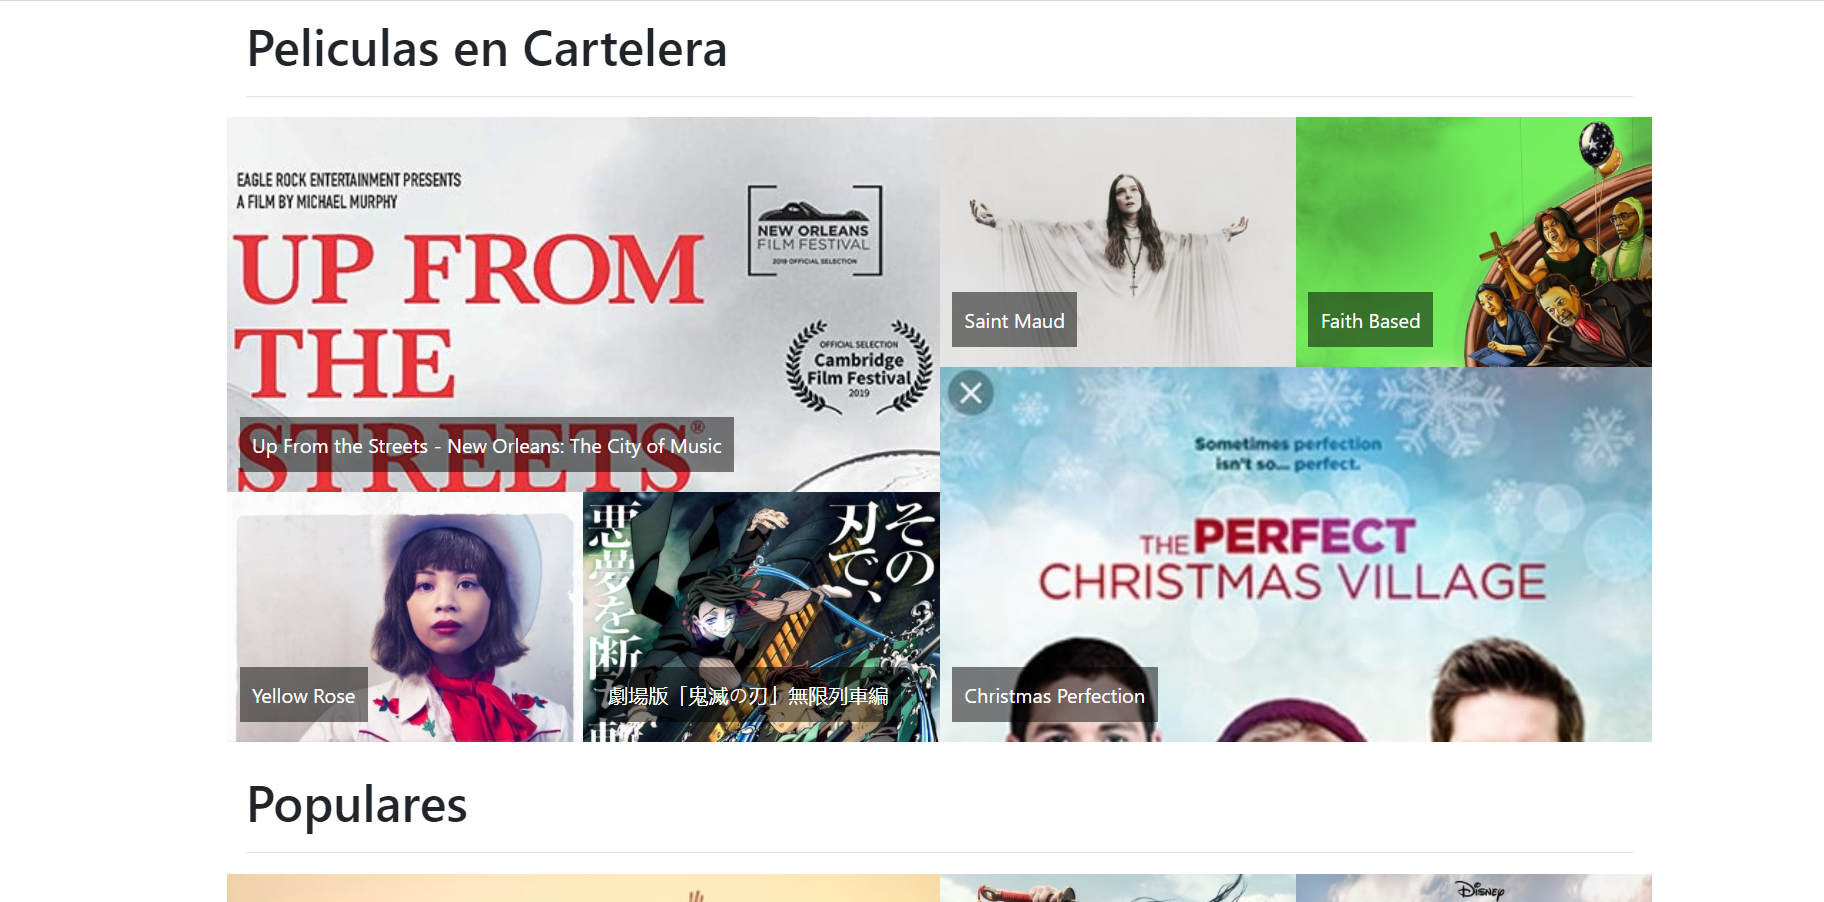 Peliculas en Cartelera
EAGLE ROCK ENTERTAINMENT PRESENTS
A FILM BY MICHAEL MURPHY
UP FROM
THE
STREETS®
NEW ORLEANS
FILM FESTIVAL
2019 OFFICIAL SELECTION
OFFICIAL SELECTION
Cambridge
Film Festival
2019
Up From the Streets - New Orleans: The City of Music
Saint Maud
Faith Based
Yellow Rose
その
刃で、
悪夢を断
劇場版「鬼滅の刃」無限列車編
Sometimes perfection
isn't so... perfect.
THE PERFECT
CHRISTMAS VILLAGE
Christmas Perfection
Populares
DISNEY